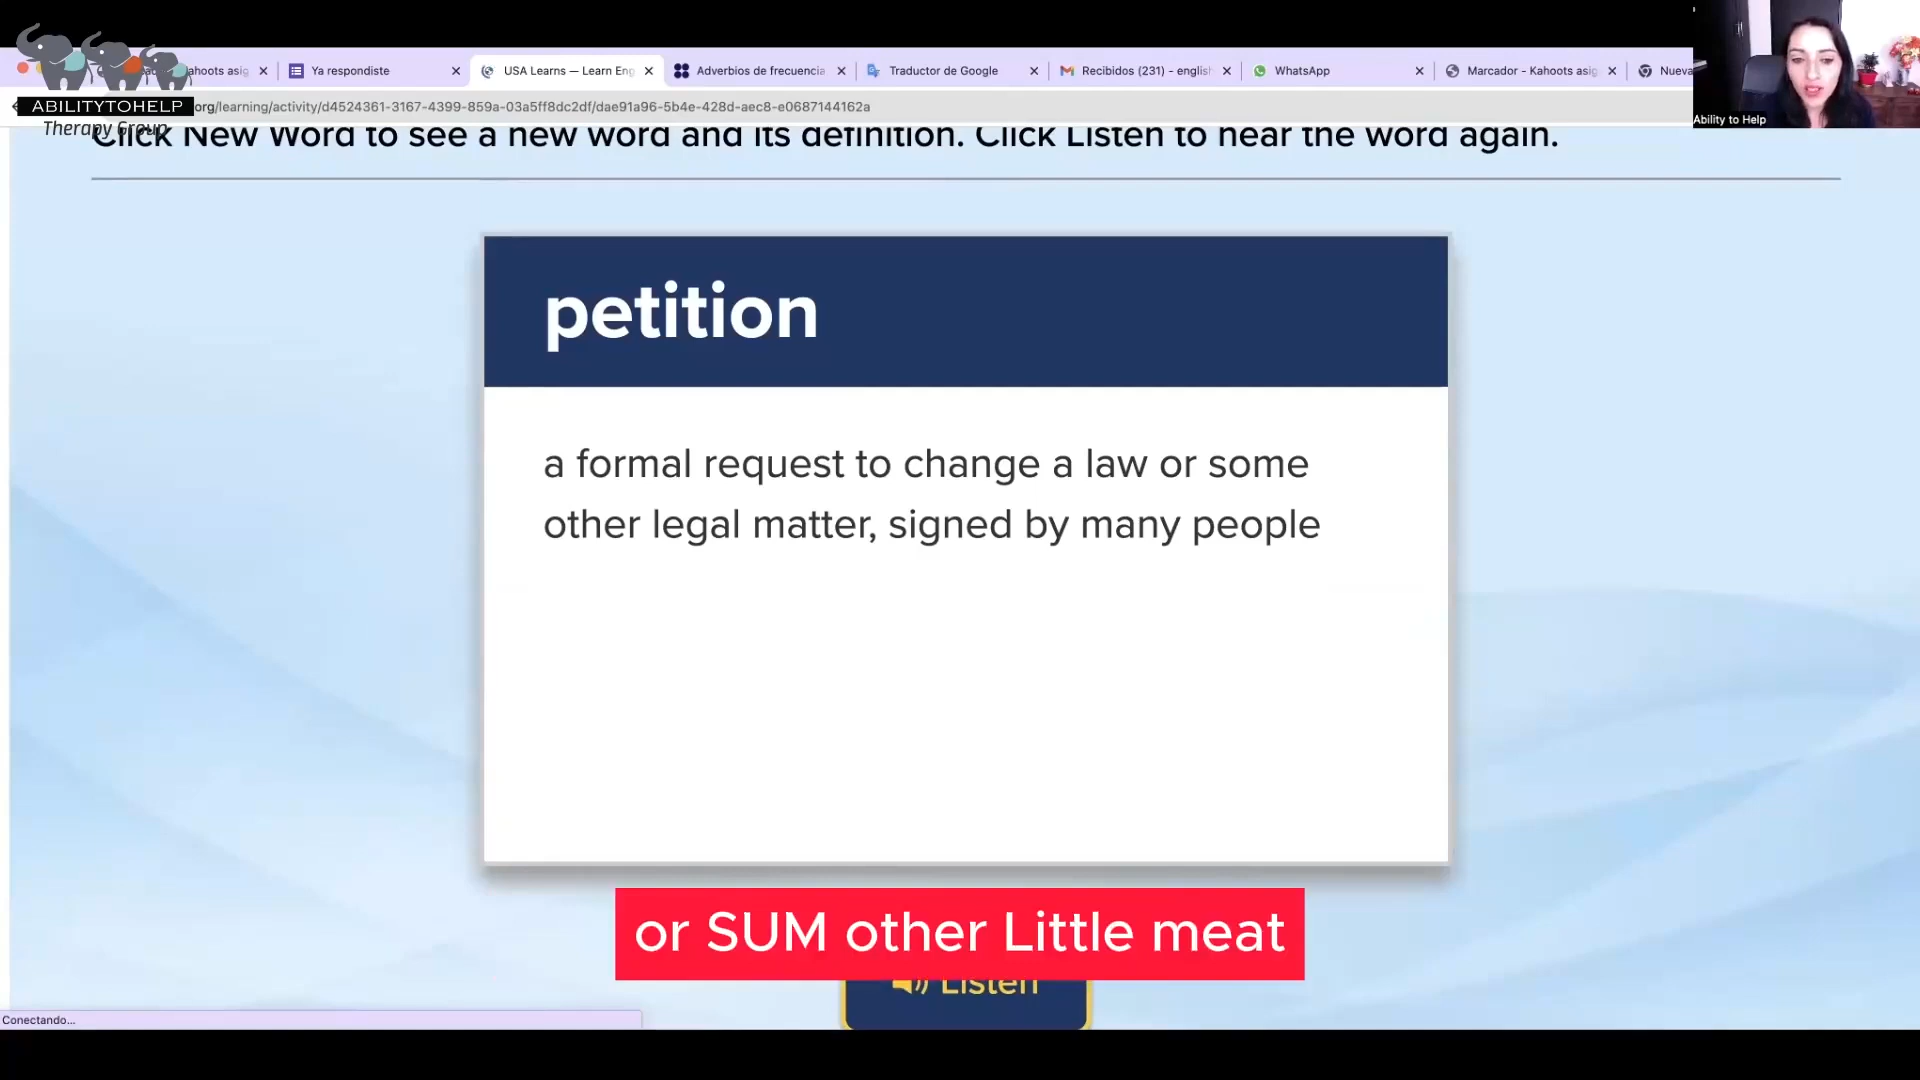 ahoots asig
Ya respondiste
USA Learns — Learn Eng
Adverbios de frecuencia
Traductor de Google
Recibidos (231) - english
WhatsApp
Marcador - Kahoots asig
Nueva
ABILITYTOHELP
Therapy Group
org/learning/activity/d4524361-3167-4399-859a-03a5ff8dc2df/dae91a96-5b4e-428d-aec8-e0687144162a
Ability to Help
Click New Word to see a new word and its definition. Click Listen to hear the word again.
petition
a formal request to change a law or some
other legal matter, signed by many people
or SUM other Little meat
Listen
Conectando...